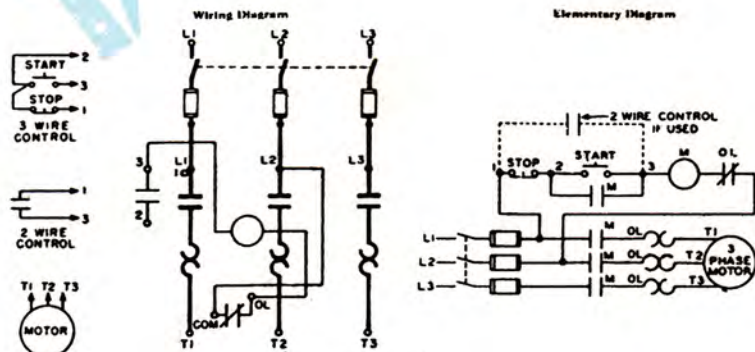 Wiring Diagram
Elementary Diagram
2
START
3
STOP
1
3 WIRE
CONTROL
1
3
2 WIRE
CONTROL
T1 T2 T3
MOTOR
L1 L2 L3
3 L1 L2 L3
1
2
COM OL
T1 T2 T3
2 WIRE CONTROL
IF USED
1 STOP 2 START 3 M OL
M
L1 M OL T1
L2 M OL T2
L3 M OL T3
3
PHASE
MOTOR